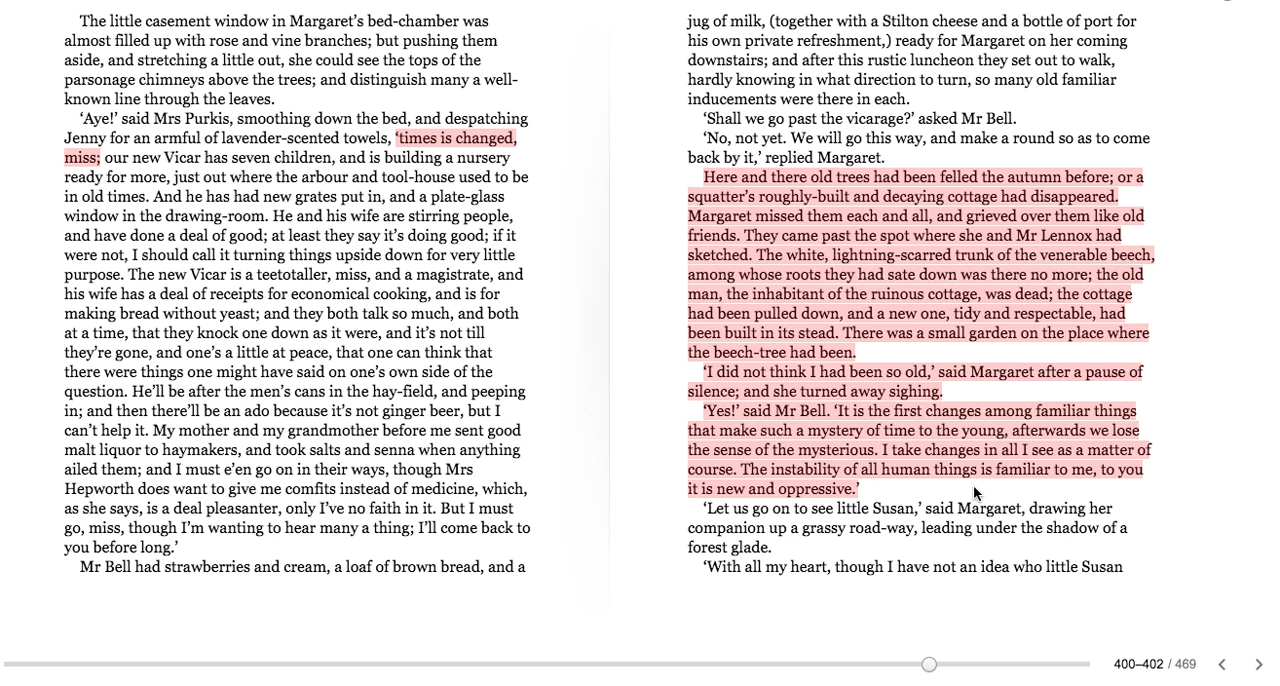 The little casement window in Margaret’s bed-chamber was
almost filled up with rose and vine branches; but pushing them
aside, and stretching a little out, she could see the tops of the
parsonage chimneys above the trees; and distinguish many a well-
known line through the leaves.
‘Aye!’ said Mrs Purkis, smoothing down the bed, and despatching
Jenny for an armful of lavender-scented towels, ‘times is changed,
miss; our new Vicar has seven children, and is building a nursery
ready for more, just out where the arbour and tool-house used to be
in old times. And he has had new grates put in, and a plate-glass
window in the drawing-room. He and his wife are stirring people,
and have done a deal of good; at least they say it’s doing good; if it
were not, I should call it turning things upside down for very little
purpose. The new Vicar is a teetotaller, miss, and a magistrate, and
his wife has a deal of receipts for economical cooking, and is for
making bread without yeast; and they both talk so much, and both
at a time, that they knock one down as it were, and it’s not till
they’re gone, and one’s a little at peace, that one can think that
there were things one might have said on one’s own side of the
question. He’ll be after the men’s cans in the hay-field, and peeping
in; and then there’ll be an ado because it’s not ginger beer, but I
can’t help it. My mother and my grandmother before me sent good
malt liquor to haymakers, and took salts and senna when anything
ailed them; and I must e’en go on in their ways, though Mrs
Hepworth does want to give me comfits instead of medicine, which,
as she says, is a deal pleasanter, only I’ve no faith in it. But I must
go, miss, though I’m wanting to hear many a thing; I’ll come back to
you before long.’
Mr Bell had strawberries and cream, a loaf of brown bread, and a
jug of milk, (together with a Stilton cheese and a bottle of port for
his own private refreshment,) ready for Margaret on her coming
downstairs; and after this rustic luncheon they set out to walk,
hardly knowing in what direction to turn, so many old familiar
inducements were there in each.
‘Shall we go past the vicarage?’ asked Mr Bell.
‘No, not yet. We will go this way, and make a round so as to come
back by it,’ replied Margaret.
Here and there old trees had been felled the autumn before; or a
squatter’s roughly-built and decaying cottage had disappeared.
Margaret missed them each and all, and grieved over them like old
friends. They came past the spot where she and Mr Lennox had
sketched. The white, lightning-scarred trunk of the venerable beech,
among whose roots they had sate down was there no more; the old
man, the inhabitant of the ruinous cottage, was dead; the cottage
had been pulled down, and a new one, tidy and respectable, had
been built in its stead. There was a small garden on the place where
the beech-tree had been.
‘I did not think I had been so old,’ said Margaret after a pause of
silence; and she turned away sighing.
‘Yes!’ said Mr Bell. ‘It is the first changes among familiar things
that make such a mystery of time to the young, afterwards we lose
the sense of the mysterious. I take changes in all I see as a matter of
course. The instability of all human things is familiar to me, to you
it is new and oppressive.’
‘Let us go on to see little Susan,’ said Margaret, drawing her
companion up a grassy road-way, leading under the shadow of a
forest glade.
‘With all my heart, though I have not an idea who little Susan
400–402 / 469